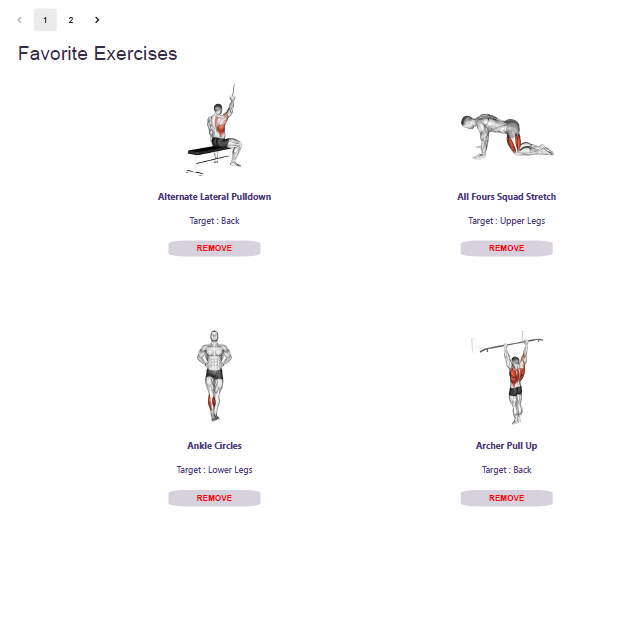 1 2
Favorite Exercises
Alternate Lateral Pulldown
Target : Back
REMOVE
All Fours Squad Stretch
Target : Upper Legs
REMOVE
Ankle Circles
Target : Lower Legs
REMOVE
Archer Pull Up
Target : Back
REMOVE